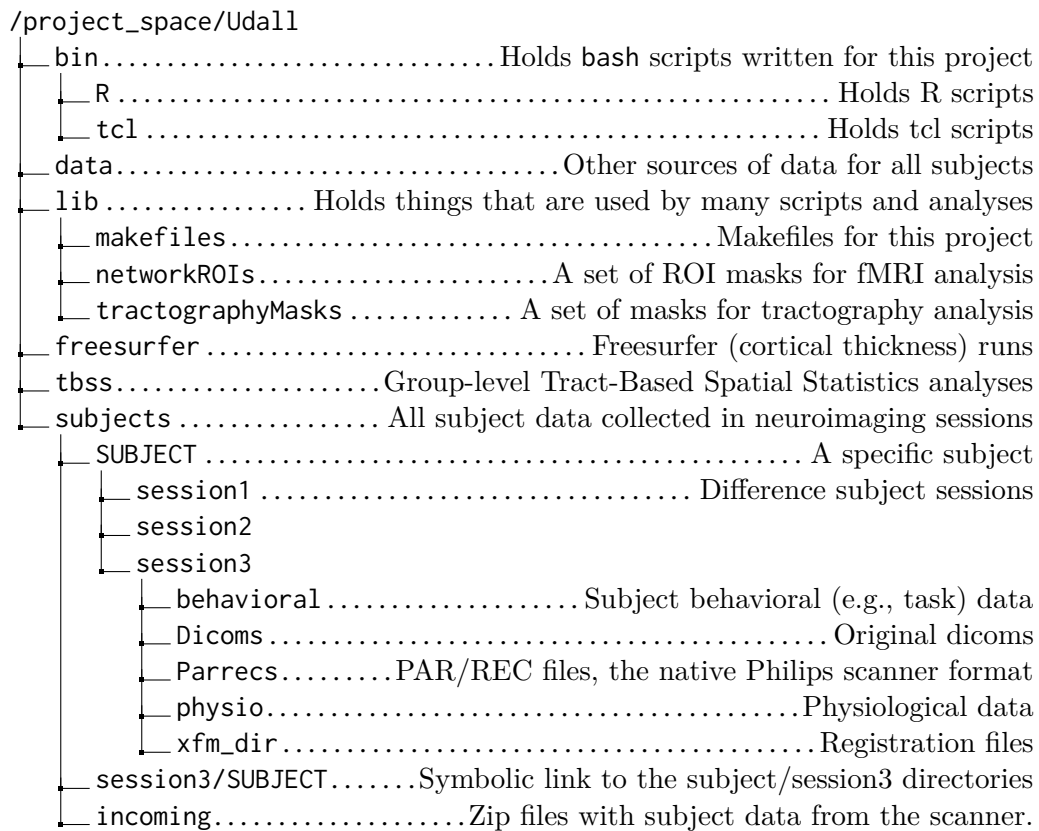 /project_space/Udall
bin................................Holds bash scripts written for this project
R..........................................................Holds R scripts
tcl........................................................Holds tcl scripts
data....................................Other sources of data for all subjects
lib................Holds things that are used by many scripts and analyses
makefiles.......................................Makefiles for this project
networkROIs.........................A set of ROI masks for fMRI analysis
tractographyMasks.............A set of masks for tractography analysis
freesurfer...............................Freesurfer (cortical thickness) runs
tbss.....................Group-level Tract-Based Spatial Statistics analyses
subjects.................All subject data collected in neuroimaging sessions
SUBJECT.................................................A specific subject
session1...................................Difference subject sessions
session2
session3
behavioral.....................Subject behavioral (e.g., task) data
Dicoms..............................................Original dicoms
Parrecs.........PAR/REC files, the native Philips scanner format
physio............................................Physiological data
xfm_dir............................................Registration files
session3/SUBJECT.......Symbolic link to the subject/session3 directories
incoming.....................Zip files with subject data from the scanner.